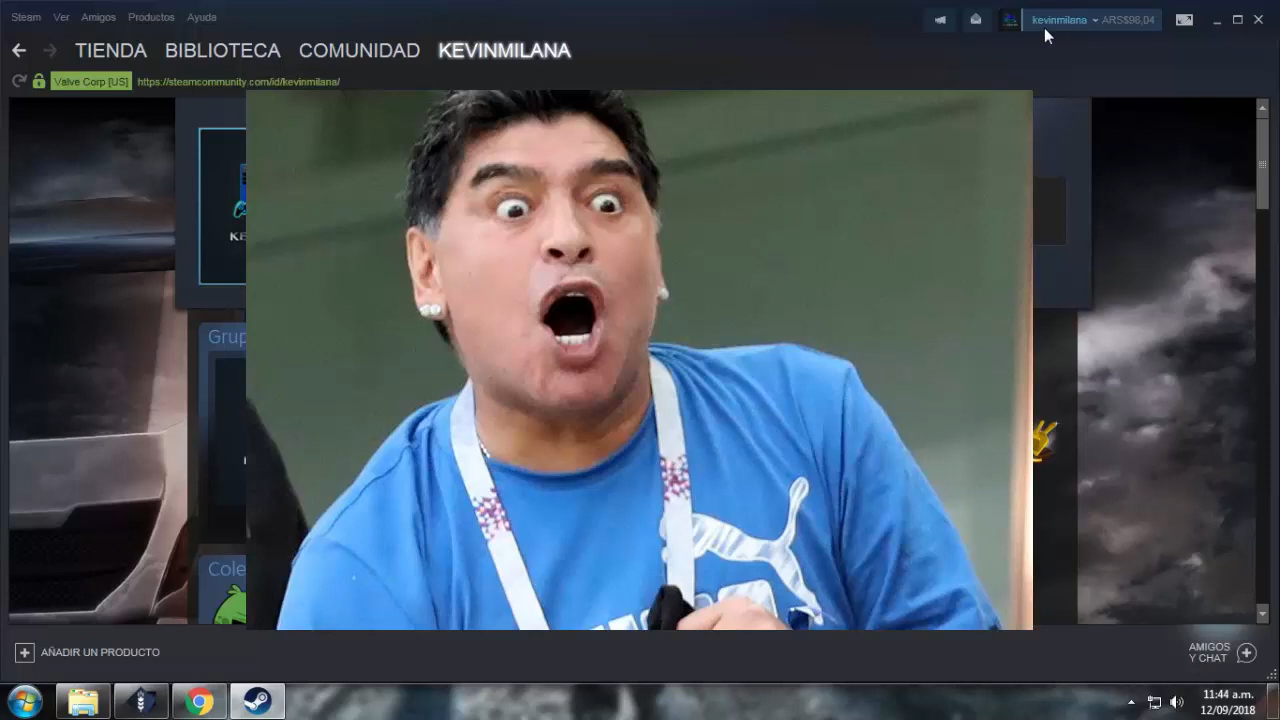 Steam Ver Amigos Productos Ayuda
kevinmilana ARS$98,04
TIENDA BIBLIOTECA COMUNIDAD KEVINMILANA
Valve Corp [US] https://steamcommunity.com/id/kevinmilana/
KE
Grup
Cole
AÑADIR UN PRODUCTO
AMIGOS
Y CHAT
11:44 a.m.
12/09/2018